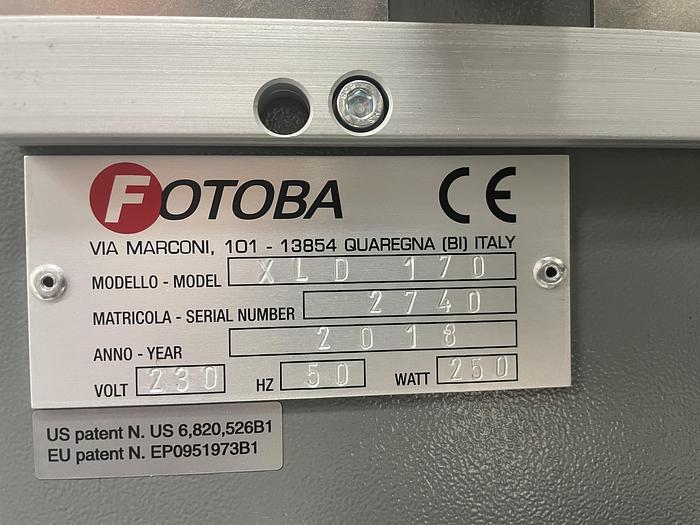 FOTOBA CE
VIA MARCONI, 101 - 13854 QUAREGNA (BI) ITALY
MODELLO - MODEL XLD 170
MATRICOLA - SERIAL NUMBER 2740
ANNO - YEAR 2018
VOLT 230 HZ 50 WATT 250
US patent N. US 6,820,526B1
EU patent N. EP0951973B1